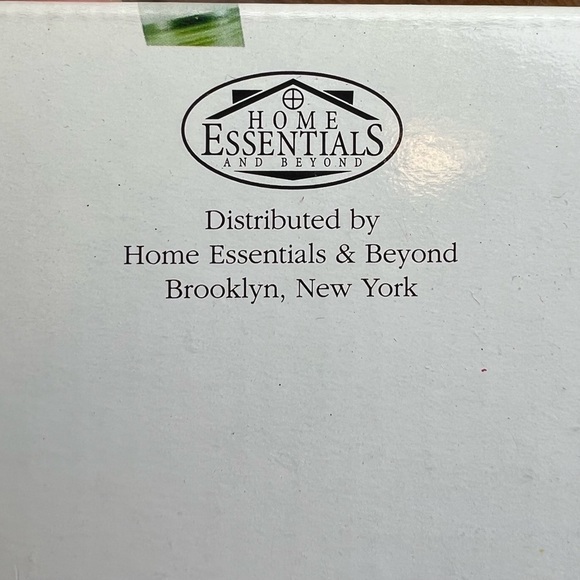 HOME
ESSENTIALS
AND BEYOND
Distributed by
Home Essentials & Beyond
Brooklyn, New York